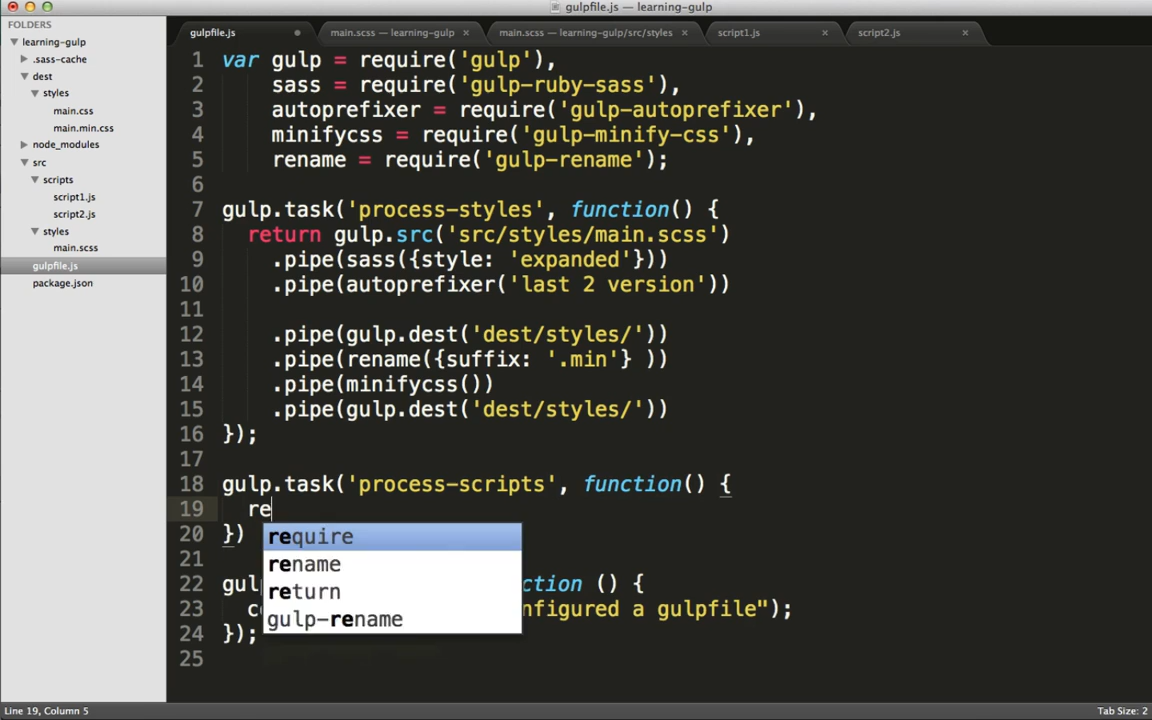 gulpfile.js — learning-gulp
FOLDERS
learning-gulp
.sass-cache
dest
styles
main.css
main.min.css
node_modules
src
scripts
script1.js
script2.js
styles
main.scss
gulpfile.js
package.json
gulpfile.js
main.scss — learning-gulp
main.scss — learning-gulp/src/styles
script1.js
script2.js
1 var gulp = require('gulp'),
2 sass = require('gulp-ruby-sass'),
3 autoprefixer = require('gulp-autoprefixer'),
4 minifycss = require('gulp-minify-css'),
5 rename = require('gulp-rename');
6
7 gulp.task('process-styles', function() {
8 return gulp.src('src/styles/main.scss')
9 .pipe(sass({style: 'expanded'}))
10 .pipe(autoprefixer('last 2 version'))
11
12 .pipe(gulp.dest('dest/styles/'))
13 .pipe(rename({suffix: '.min'} ))
14 .pipe(minifycss())
15 .pipe(gulp.dest('dest/styles/'))
16 });
17
18 gulp.task('process-scripts', function() {
19 re
20 })
require
rename
return
gulp-rename
21
22 gul ction () {
23 co nfigured a gulpfile");
24 });
25
Line 19, Column 5
Tab Size: 2